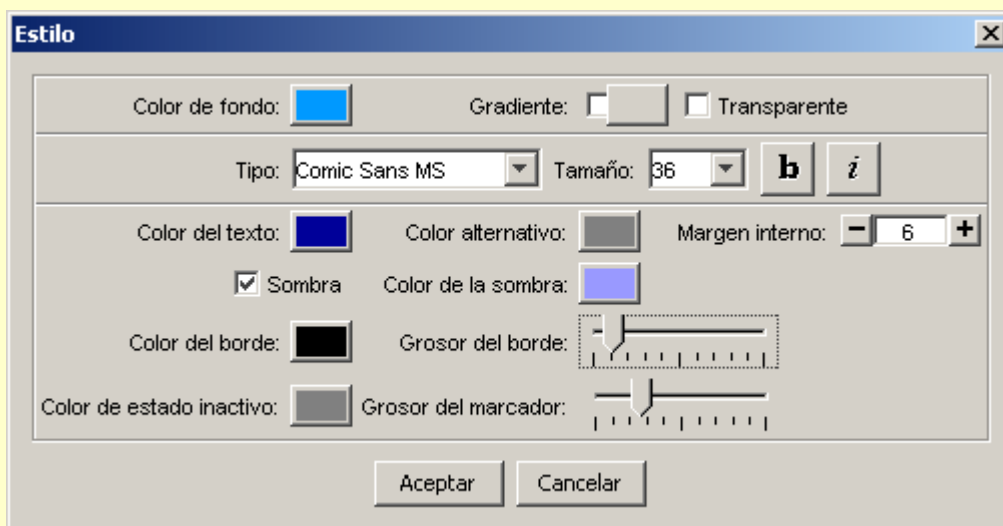 Estilo
Color de fondo: Gradiente: Transparente
Tipo: Comic Sans MS Tamaño: 36 b i
Color del texto: Color alternativo: Margen interno: 6
Sombra Color de la sombra:
Color del borde: Grosor del borde:
Color de estado inactivo: Grosor del marcador:
Aceptar Cancelar